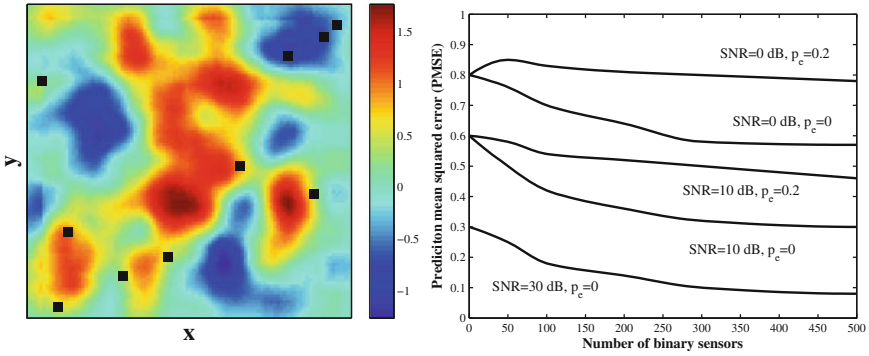 y
x
1.5
1
0.5
0
−0.5
−1
Prediciton mean squared error (PMSE)
1
0.9
0.8
0.7
0.6
0.5
0.4
0.3
0.2
0.1
0
SNR=0 dB, pe=0.2
SNR=0 dB, pe=0
SNR=10 dB, pe=0.2
SNR=10 dB, pe=0
SNR=30 dB, pe=0
0 50 100 150 200 250 300 350 400 450 500
Number of binary sensors